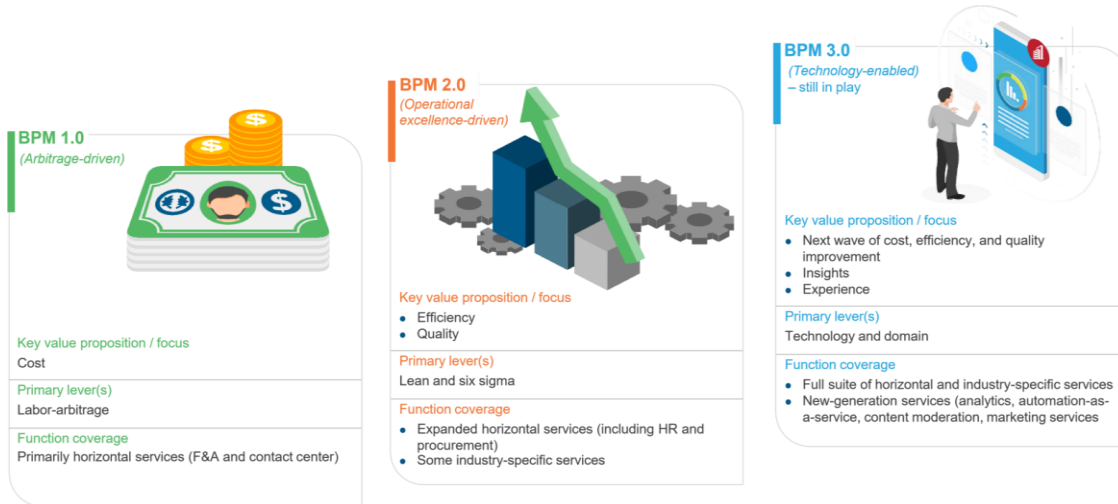 BPM 1.0
(Arbitrage-driven)
Key value proposition / focus
Cost
Primary lever(s)
Labor-arbitrage
Function coverage
Primarily horizontal services (F&A and contact center)
BPM 2.0
(Operational
excellence-driven)
Key value proposition / focus
• Efficiency
• Quality
Primary lever(s)
Lean and six sigma
Function coverage
• Expanded horizontal services (including HR and
procurement)
• Some industry-specific services
BPM 3.0
(Technology-enabled)
– still in play
Key value proposition / focus
• Next wave of cost, efficiency, and quality
improvement
• Insights
• Experience
Primary lever(s)
Technology and domain
Function coverage
• Full suite of horizontal and industry-specific services
• New-generation services (analytics, automation-as-
a-service, content moderation, marketing services